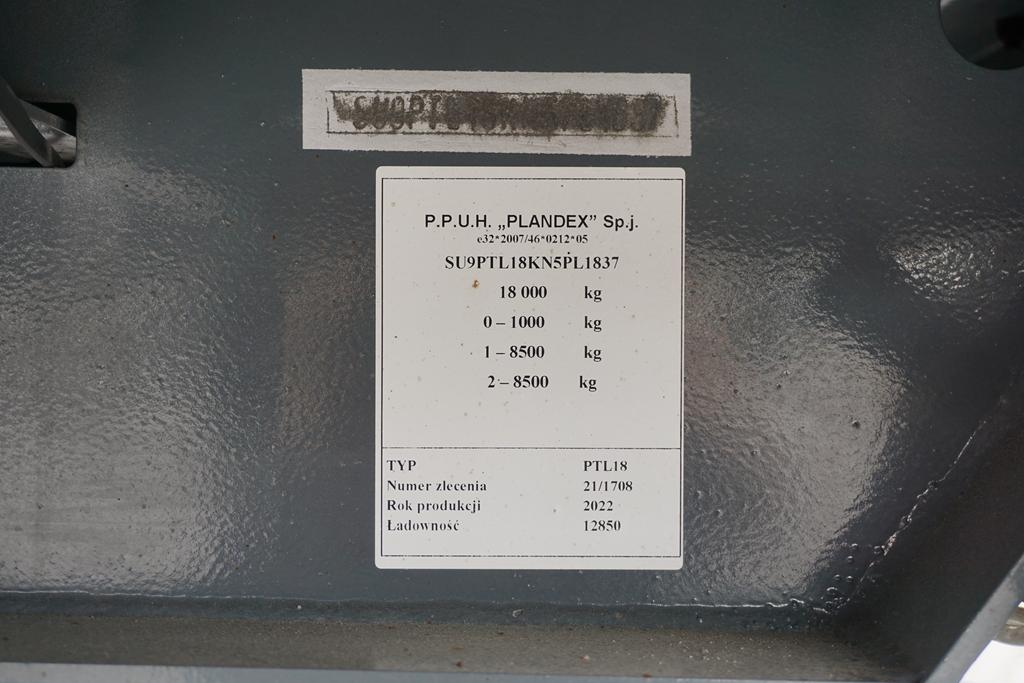 P.P.U.H. „PLANDEX” Sp.j.
e32*2007/46*0212*05
SU9PTL18KN5PL1837
18 000 kg
0 – 1000 kg
1 – 8500 kg
2 – 8500 kg
TYP PTL18
Numer zlecenia 21/1708
Rok produkcji 2022
Ładowność 12850